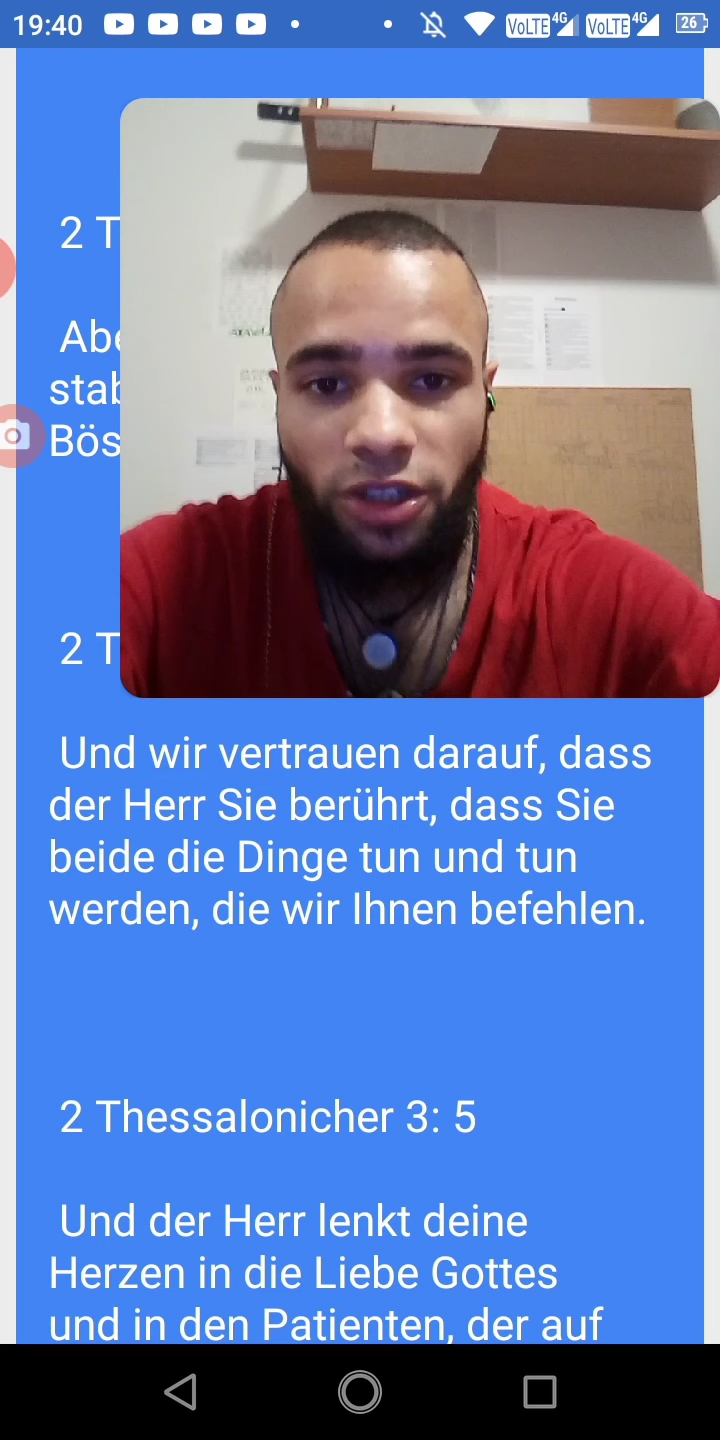 19:40
VoLTE 4G VoLTE 4G 26
2 T
Abe
stab
Bös
2 T
Und wir vertrauen darauf, dass
der Herr Sie berührt, dass Sie
beide die Dinge tun und tun
werden, die wir Ihnen befehlen.
2 Thessalonicher 3: 5
Und der Herr lenkt deine
Herzen in die Liebe Gottes
und in den Patienten, der auf